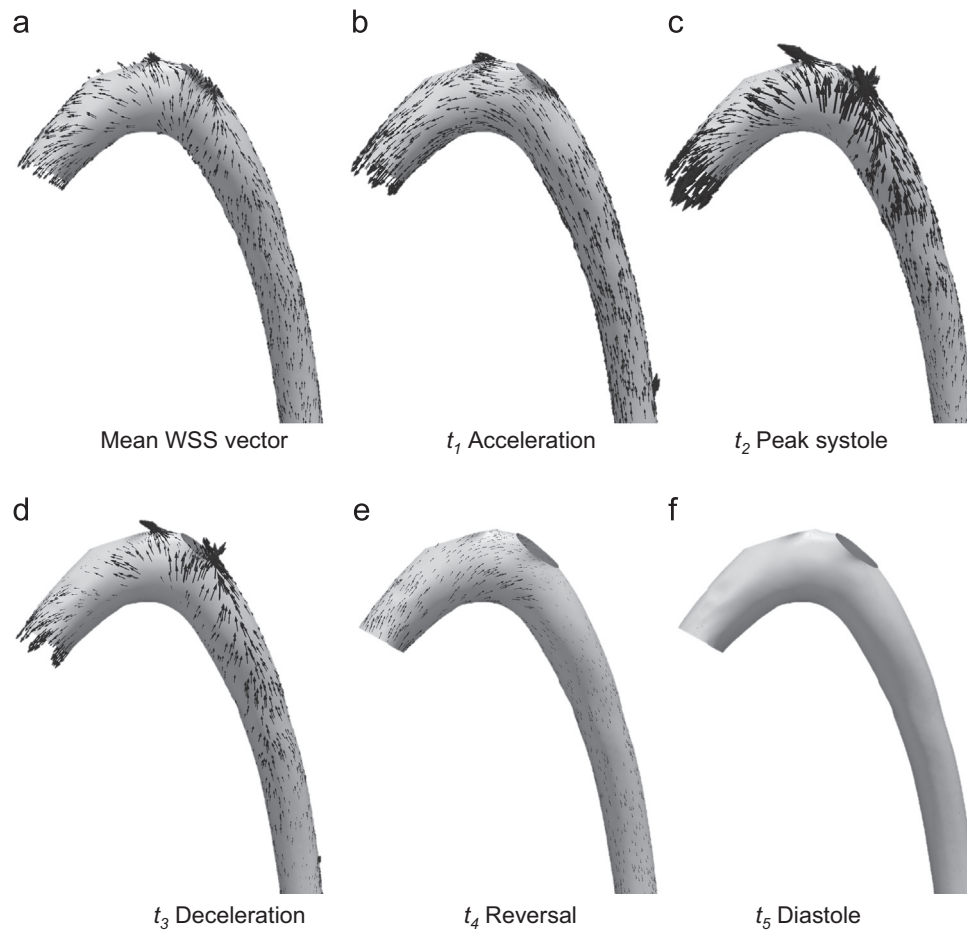 a
b
c
Mean WSS vector
t1 Acceleration
t2 Peak systole
d
e
f
t3 Deceleration
t4 Reversal
t5 Diastole